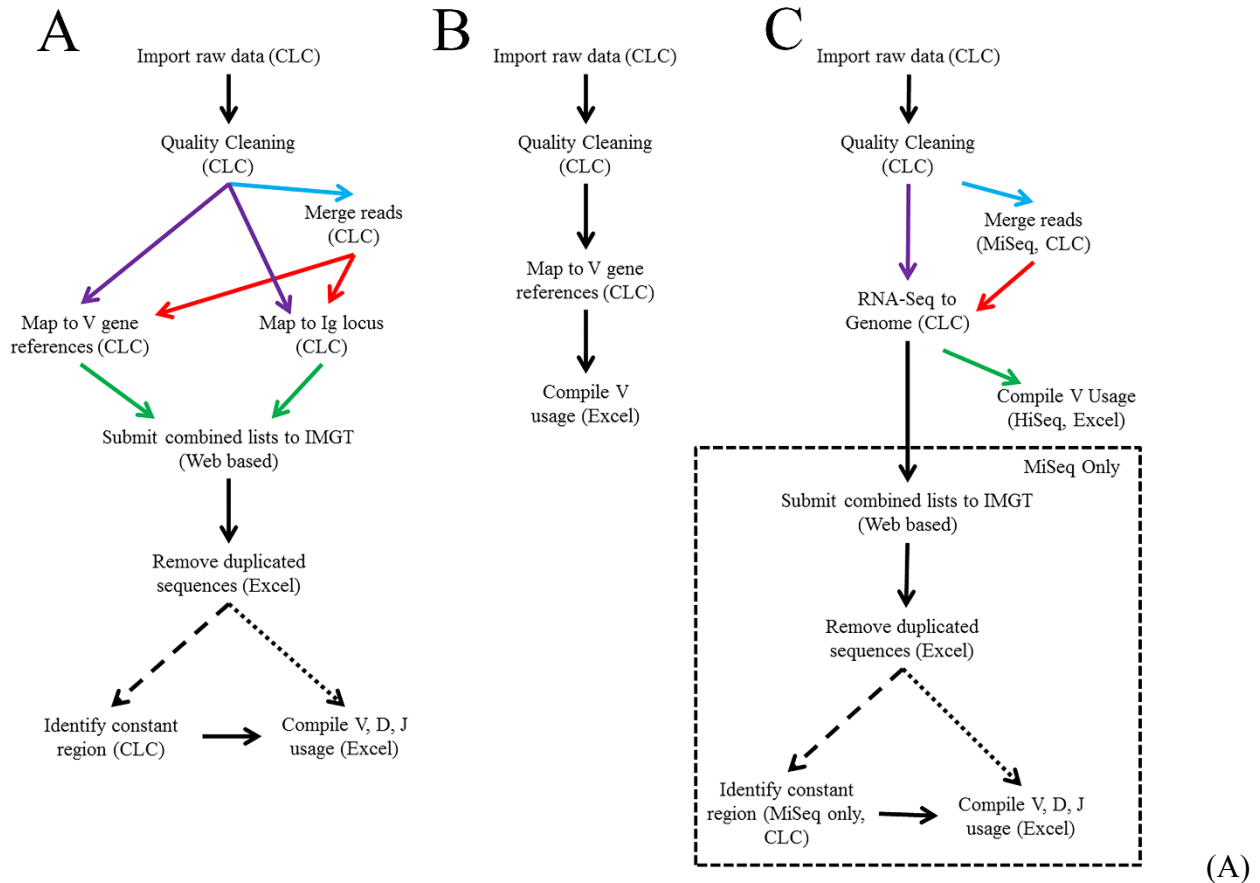 A
Import raw data (CLC)
Quality Cleaning
(CLC)
Merge reads
(CLC)
Map to V gene
references (CLC)
Map to Ig locus
(CLC)
Submit combined lists to IMGT
(Web based)
Remove duplicated
sequences (Excel)
Identify constant
region (CLC)
Compile V, D, J
usage (Excel)
B
Import raw data (CLC)
Quality Cleaning
(CLC)
Map to V gene
references (CLC)
Compile V
usage (Excel)
C
Import raw data (CLC)
Quality Cleaning
(CLC)
Merge reads
(MiSeq, CLC)
RNA-Seq to
Genome (CLC)
Compile V Usage
(HiSeq, Excel)
MiSeq Only
Submit combined lists to IMGT
(Web based)
Remove duplicated
sequences (Excel)
Identify constant
region (MiSeq only,
CLC)
Compile V, D, J
usage (Excel)
(A)